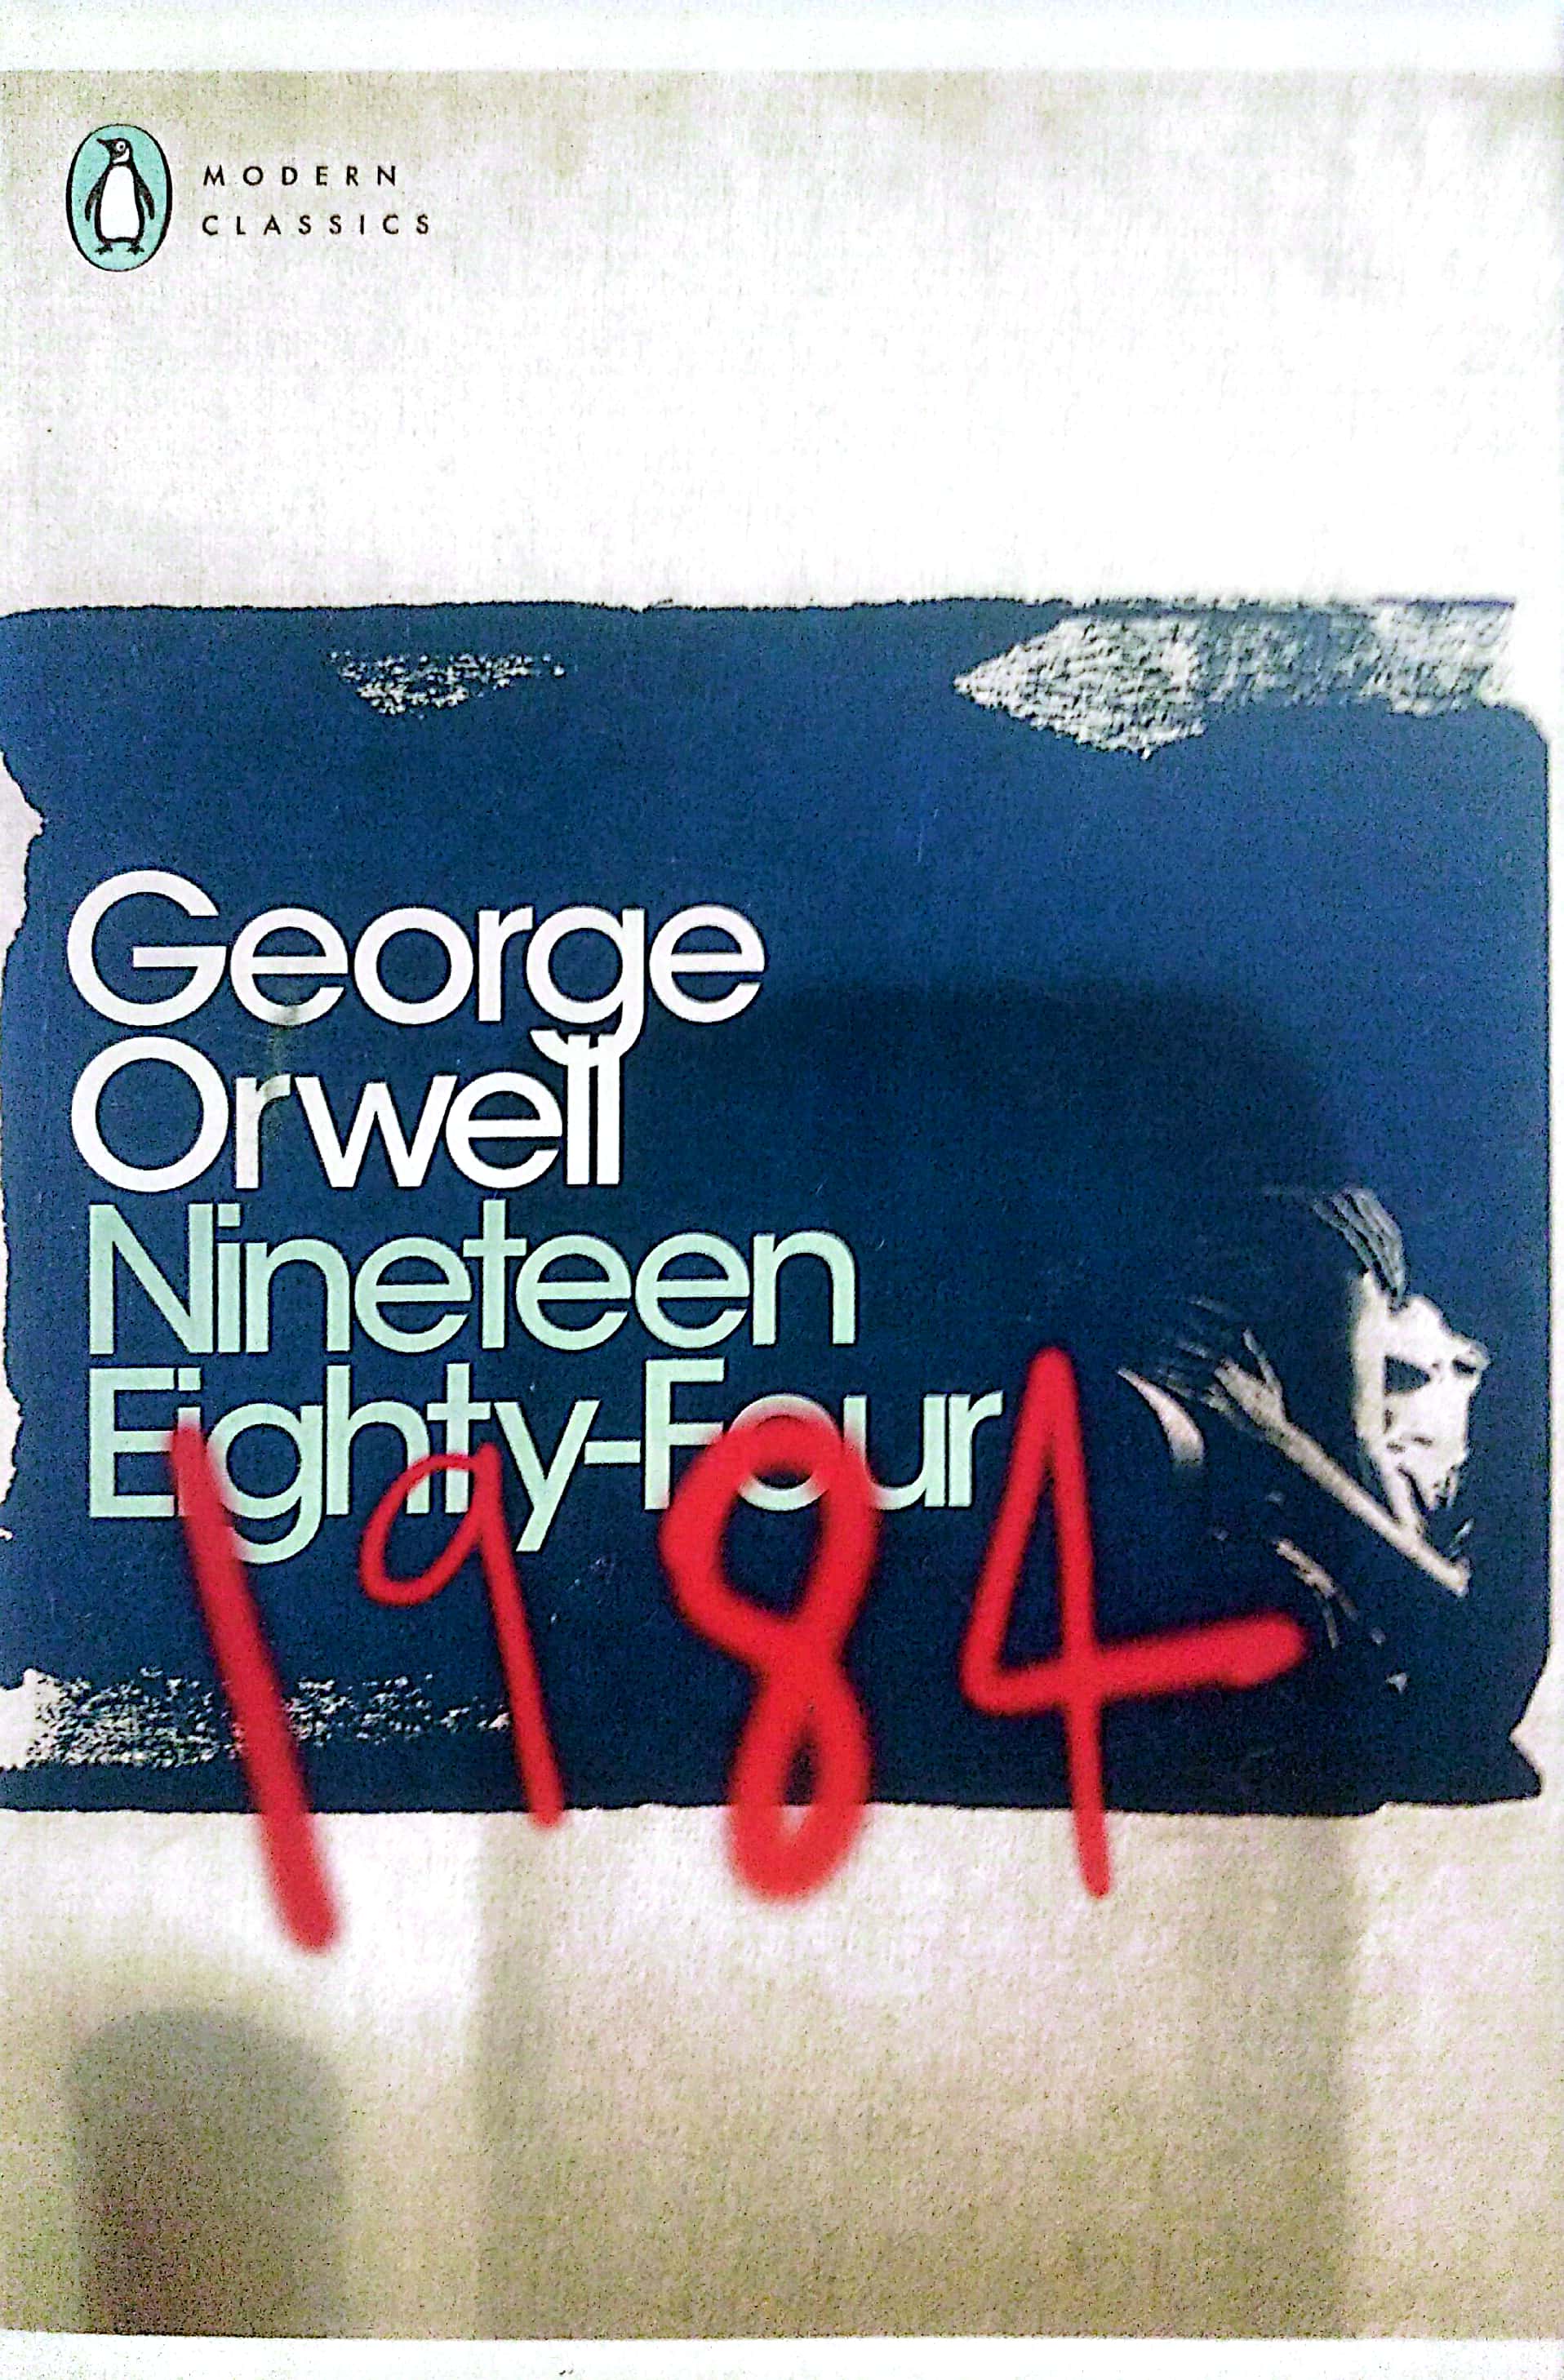 MODERN
CLASSICS
George
Orwell
Nineteen
Eighty-Four
1984